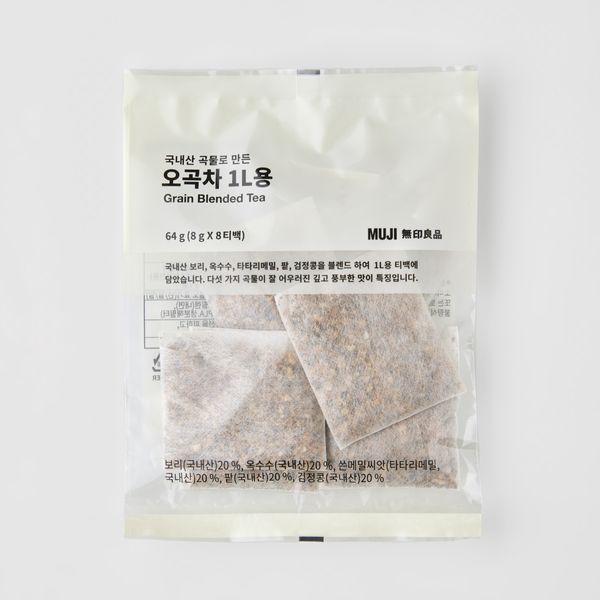 국내산 곡물로 만든
오곡차 1L용
Grain Blended Tea
64 g (8 g X 8티백)
MUJI 無印良品
국내산 보리, 옥수수, 타타리메밀, 팥, 검정콩을 블렌드 하여 1L용 티백에
담았습니다. 다섯 가지 곡물이 잘 어우러진 깊고 풍부한 맛이 특징입니다.
보리(국내산)20 %, 옥수수(국내산)20 %, 쓴메밀씨앗(타타리메밀,
국내산)20 %, 팥(국내산)20 %, 검정콩(국내산)20 %